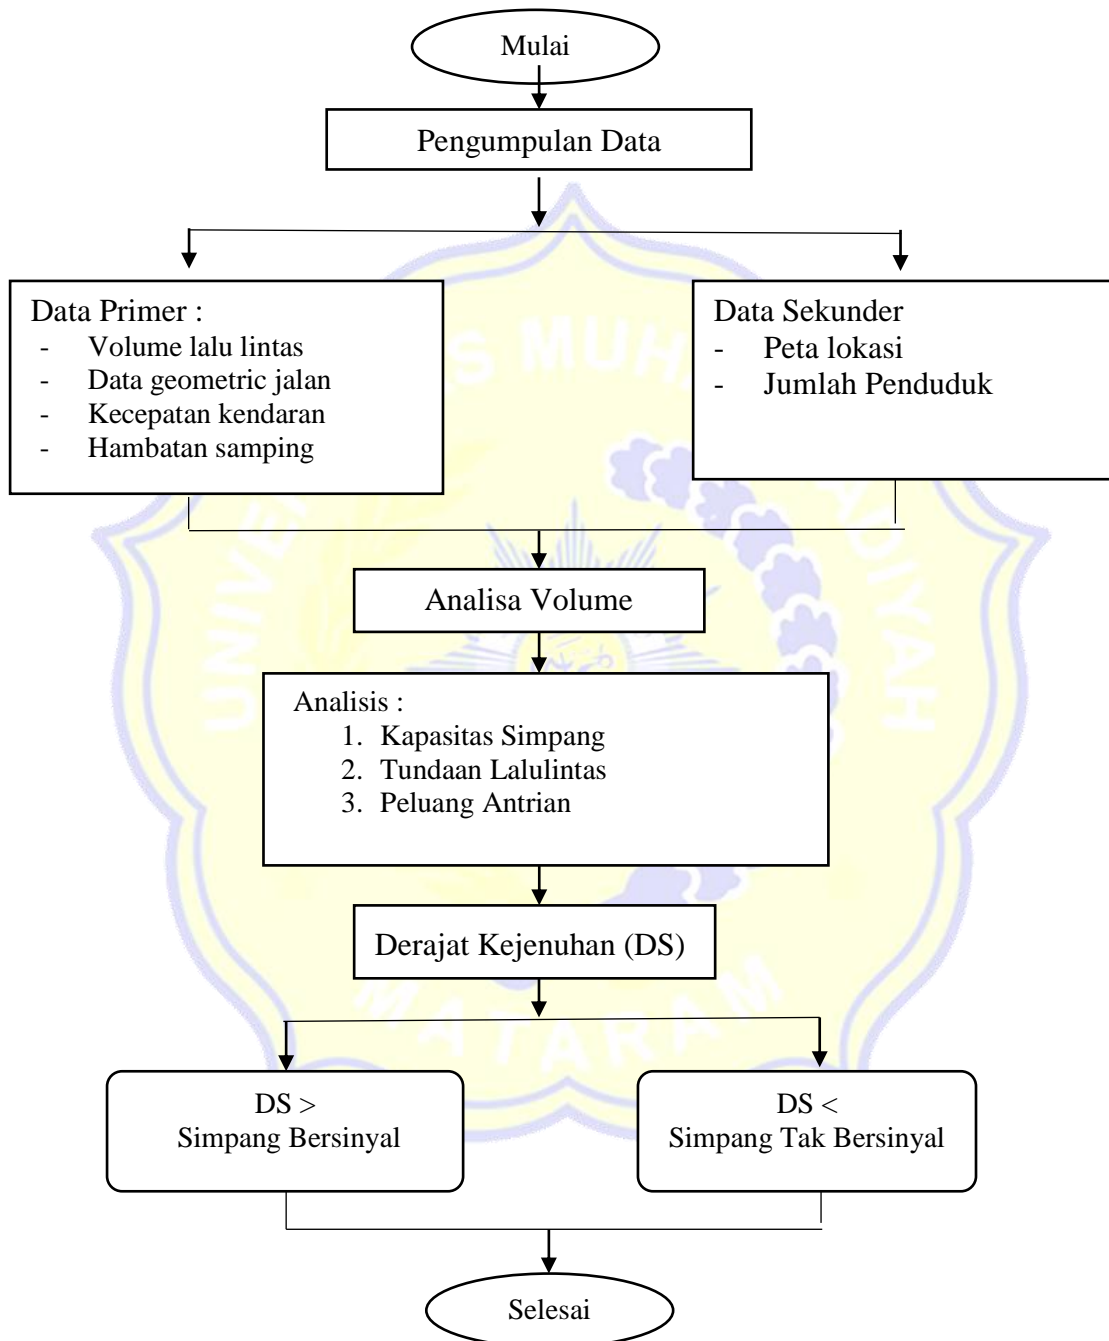 Mulai
Pengumpulan Data
Data Primer :
- Volume lalu lintas
- Data geometric jalan
- Kecepatan kendaran
- Hambatan samping
Data Sekunder
- Peta lokasi
- Jumlah Penduduk
Analisa Volume
Analisis :
1. Kapasitas Simpang
2. Tundaan Lalulintas
3. Peluang Antrian
Derajat Kejenuhan (DS)
DS >
Simpang Bersinyal
DS <
Simpang Tak Bersinyal
Selesai
MATARAM